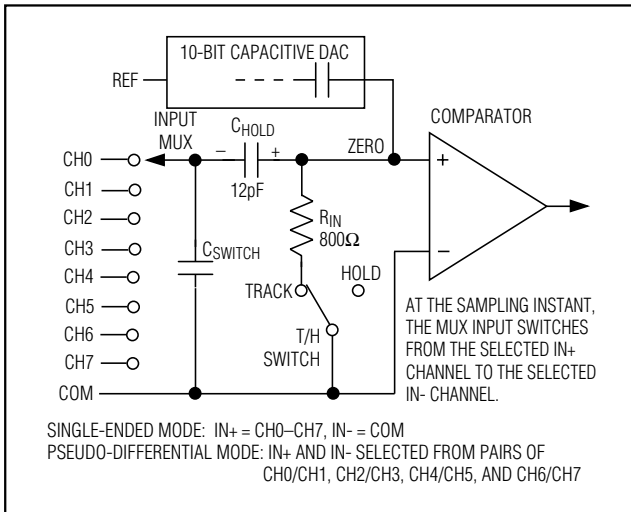 10-BIT CAPACITIVE DAC
REF
COMPARATOR
INPUT
MUX
CHOLD
ZERO
− +
+
CH0
12pF
CH1
RIN
800Ω
CH2
−
CH3
CSWITCH
HOLD
CH4
TRACK
CH5
AT THE SAMPLING INSTANT,
THE MUX INPUT SWITCHES
FROM THE SELECTED IN+
CHANNEL TO THE SELECTED
IN- CHANNEL.
CH6
T/H
SWITCH
CH7
COM
SINGLE-ENDED MODE: IN+ = CH0–CH7, IN- = COM
PSEUDO-DIFFERENTIAL MODE: IN+ AND IN- SELECTED FROM PAIRS OF
CH0/CH1, CH2/CH3, CH4/CH5, AND CH6/CH7